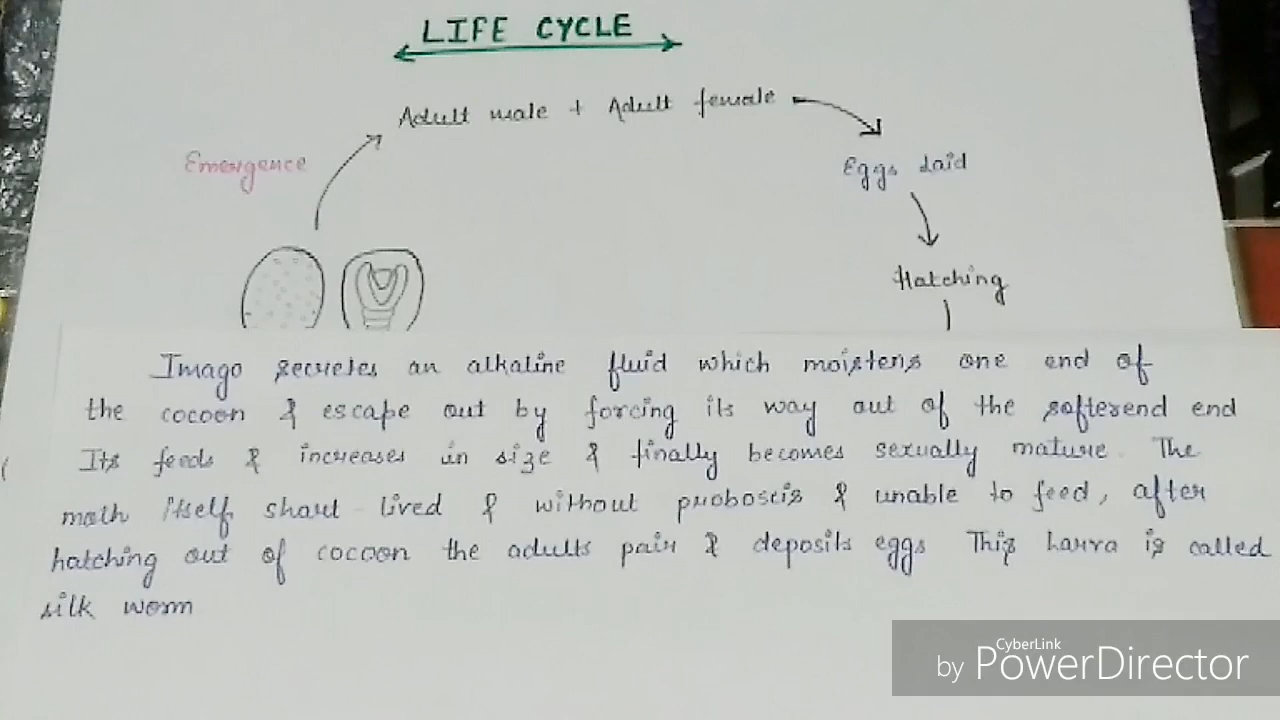 LIFE CYCLE
Adult male + Adult female
Emergence
Eggs Laid
Hatching
Imago secretes an alkaline fluid which moistens one end of
the cocoon & escape out by forcing its way out of the softerend end
Its feeds & increases in size & finally becomes sexually mature. The
moth itself short-lived & without proboscis & unable to feed, after
hatching out of cocoon the adults pair & deposits eggs This larva is called
silk worm
CyberLink
by PowerDirector